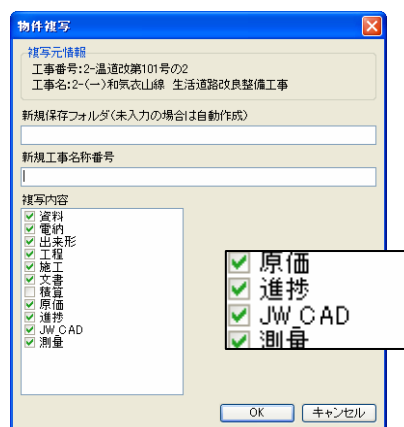 物件複写
複写元情報
工事番号:2-温道改第101号の2
工事名:2-(一)和気衣山線 生活道路改良整備工事
新規保存フォルダ(未入力の場合は自動作成)
新規工事名称番号
複写内容
資料
電納
出来形
工程
施工
文書
積算
原価
進捗
JW_CAD
測量
原価
進捗
JW_CAD
測量
OK
キャンセル